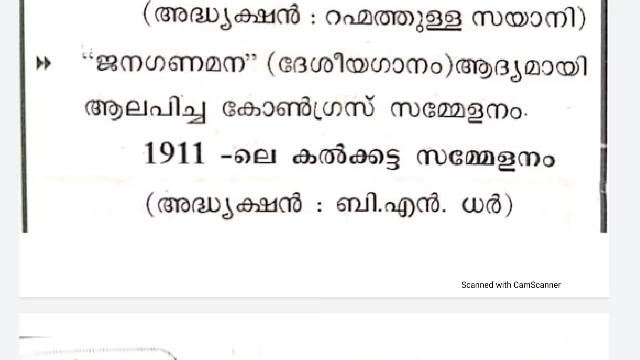 (അദ്ധ്യക്ഷൻ : റഹ്മത്തുള്ള സയാനി)
"ജനഗണമന" (ദേശീയഗാനം)ആദ്യമായി
ആലപിച്ച കോൺഗ്രസ് സമ്മേളനം.
1911 -ലെ കൽക്കട്ട സമ്മേളനം
(അദ്ധ്യക്ഷൻ : ബി.എൻ. ധർ)
Scanned with CamScanner